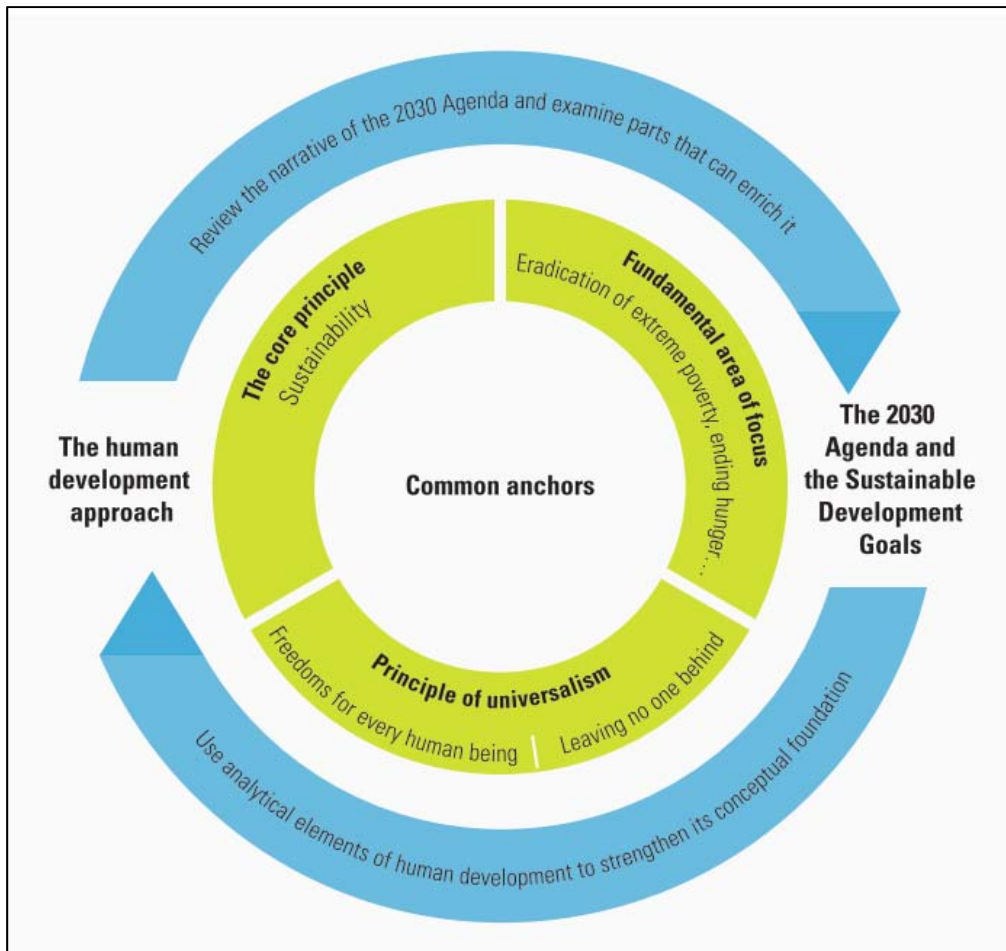 Review the narrative of the 2030 Agenda and examine parts that can enrich it
The core principle
Sustainability
Fundamental area of focus
Eradication of extreme poverty, ending hunger…
The human
development
approach
Common anchors
The 2030
Agenda and
the Sustainable
Development
Goals
Principle of universalism
Freedoms for every human being
Leaving no one behind
Use analytical elements of human development to strengthen its conceptual foundation